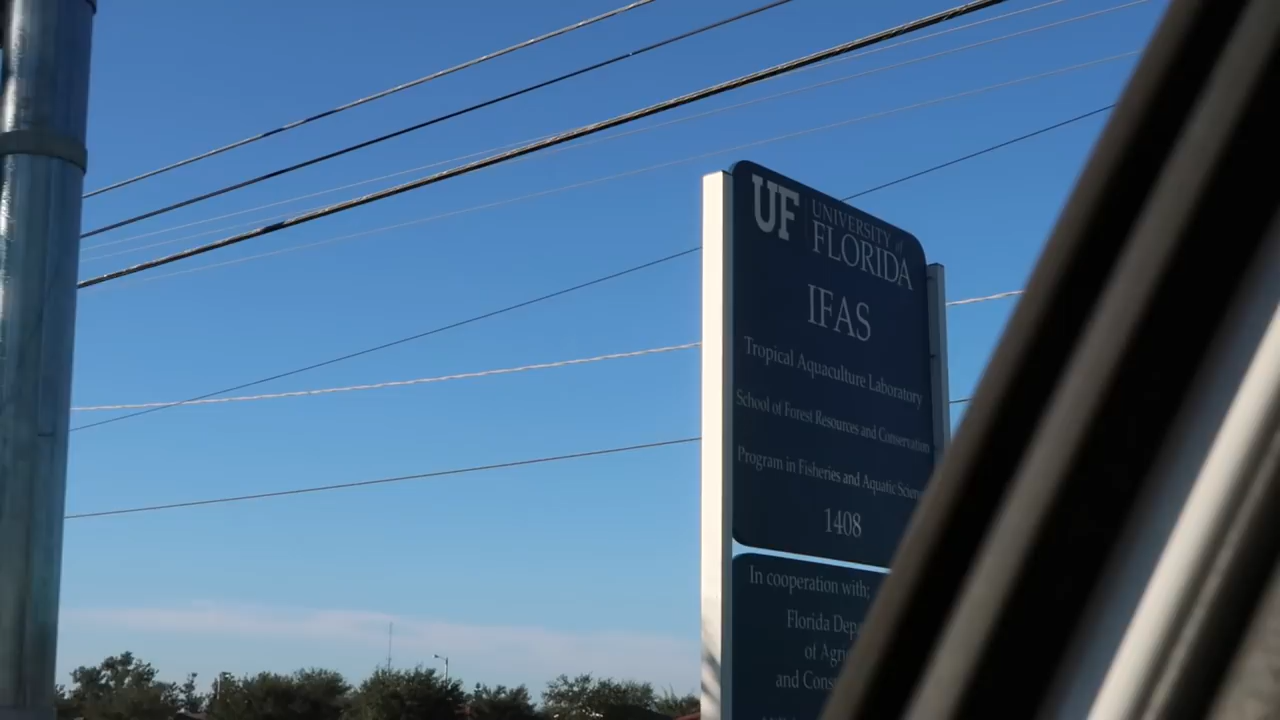 UF UNIVERSITY of
FLORIDA
IFAS
Tropical Aquaculture Laboratory
School of Forest Resources and Conservation
Program in Fisheries and Aquatic
1408
In cooperation with;
Florida
of
and